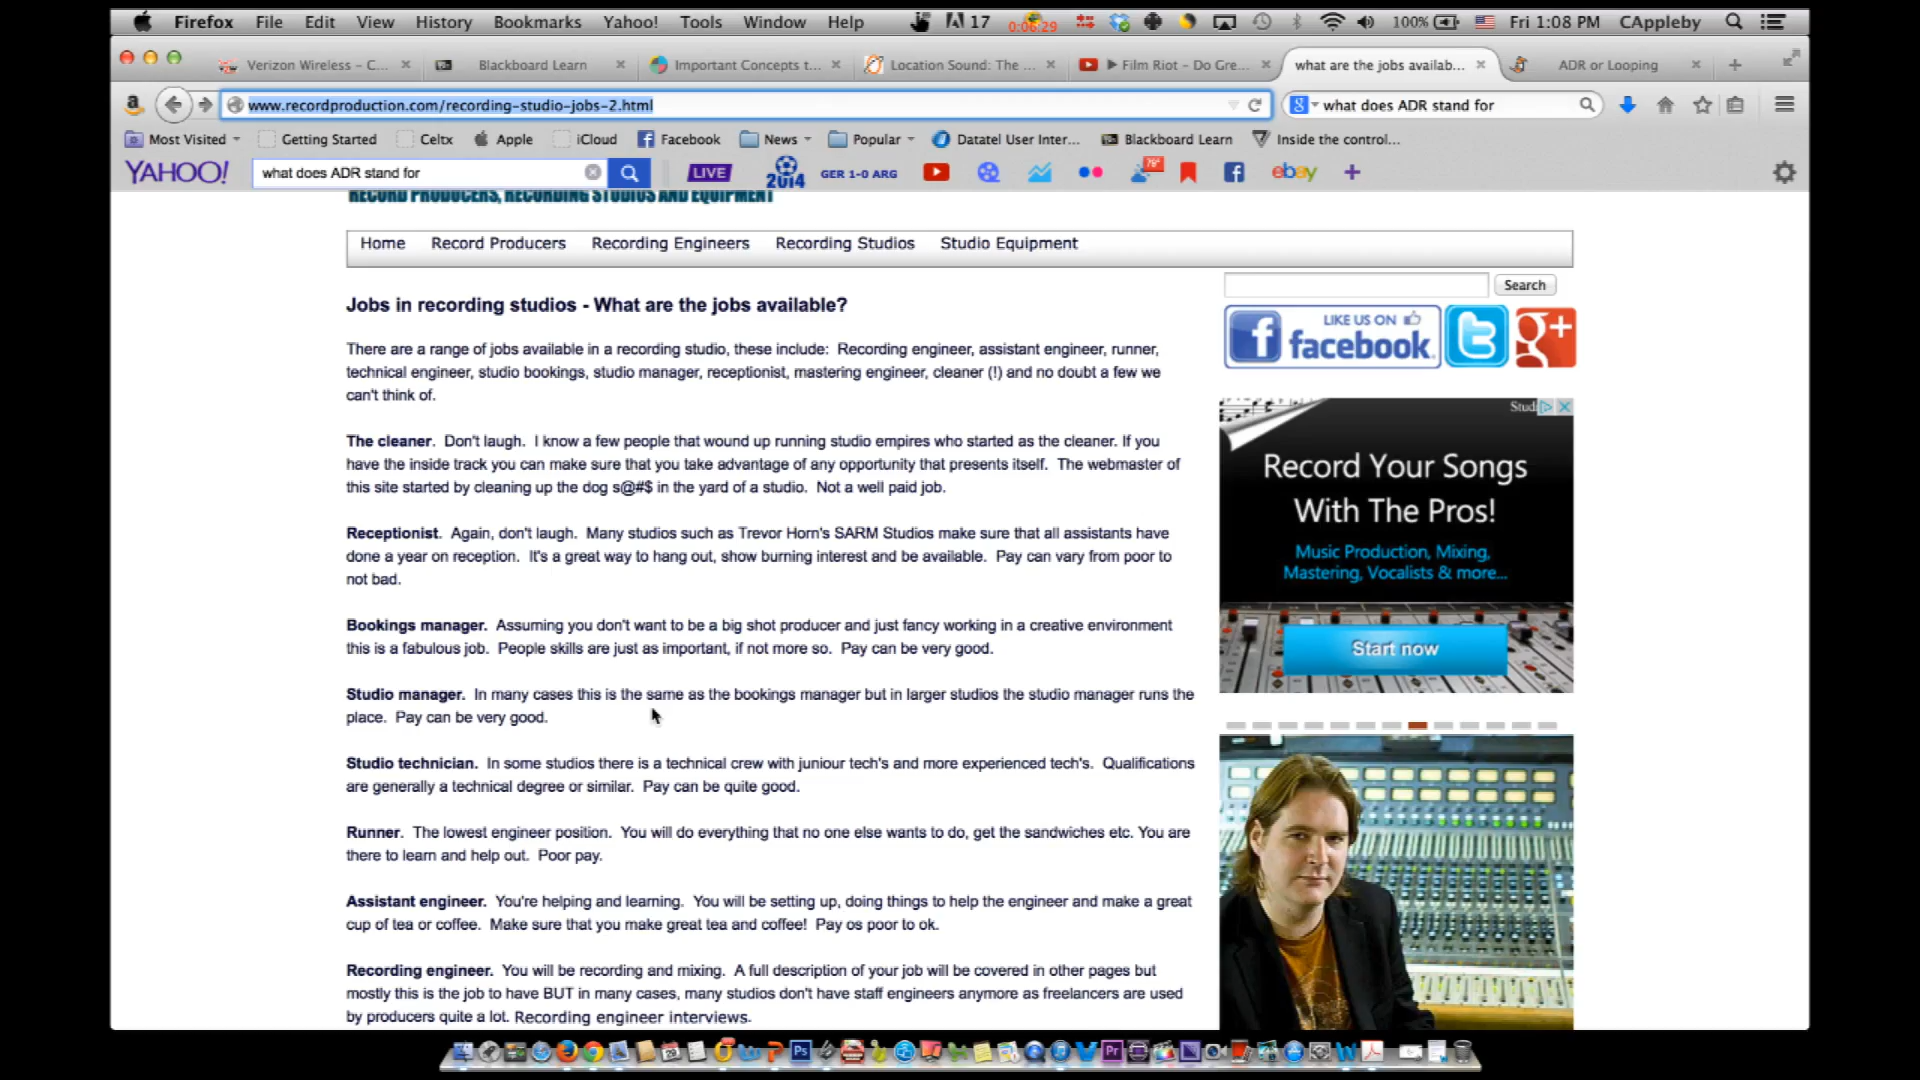 Firefox File Edit View History Bookmarks Yahoo! Tools Window Help 17 0:06:29 100% Fri 1:08 PM CAppleby
Verizon Wireless – C... Blackboard Learn Important Concepts t... Location Sound: The ... ▶ Film Riot – Do Gre... what are the jobs availab... ADR or Looping
www.recordproduction.com/recording-studio-jobs-2.html what does ADR stand for
Most Visited Getting Started Celtx Apple iCloud Facebook News Popular Datatel User Inter... Blackboard Learn Inside the control...
YAHOO! what does ADR stand for LIVE 2014 GER 1-0 ARG 79° ebay
RECORD PRODUCERS, RECORDING STUDIOS AND EQUIPMENT
Home Record Producers Recording Engineers Recording Studios Studio Equipment
Search
Jobs in recording studios - What are the jobs available?
LIKE US ON
facebook.
g+
There are a range of jobs available in a recording studio, these include: Recording engineer, assistant engineer, runner,
technical engineer, studio bookings, studio manager, receptionist, mastering engineer, cleaner (!) and no doubt a few we
can't think of.
The cleaner. Don't laugh. I know a few people that wound up running studio empires who started as the cleaner. If you
have the inside track you can make sure that you take advantage of any opportunity that presents itself. The webmaster of
this site started by cleaning up the dog s@#$ in the yard of a studio. Not a well paid job.
Receptionist. Again, don't laugh. Many studios such as Trevor Horn's SARM Studios make sure that all assistants have
done a year on reception. It's a great way to hang out, show burning interest and be available. Pay can vary from poor to
not bad.
Bookings manager. Assuming you don't want to be a big shot producer and just fancy working in a creative environment
this is a fabulous job. People skills are just as important, if not more so. Pay can be very good.
Studio manager. In many cases this is the same as the bookings manager but in larger studios the studio manager runs the
place. Pay can be very good.
Studio technician. In some studios there is a technical crew with juniour tech's and more experienced tech's. Qualifications
are generally a technical degree or similar. Pay can be quite good.
Runner. The lowest engineer position. You will do everything that no one else wants to do, get the sandwiches etc. You are
there to learn and help out. Poor pay.
Assistant engineer. You're helping and learning. You will be setting up, doing things to help the engineer and make a great
cup of tea or coffee. Make sure that you make great tea and coffee! Pay os poor to ok.
Recording engineer. You will be recording and mixing. A full description of your job will be covered in other pages but
mostly this is the job to have BUT in many cases, many studios don't have staff engineers anymore as freelancers are used
by producers quite a lot. Recording engineer interviews.
Studi
Record Your Songs
With The Pros!
Music Production, Mixing,
Mastering, Vocalists & more...
Start now
Ps Pr